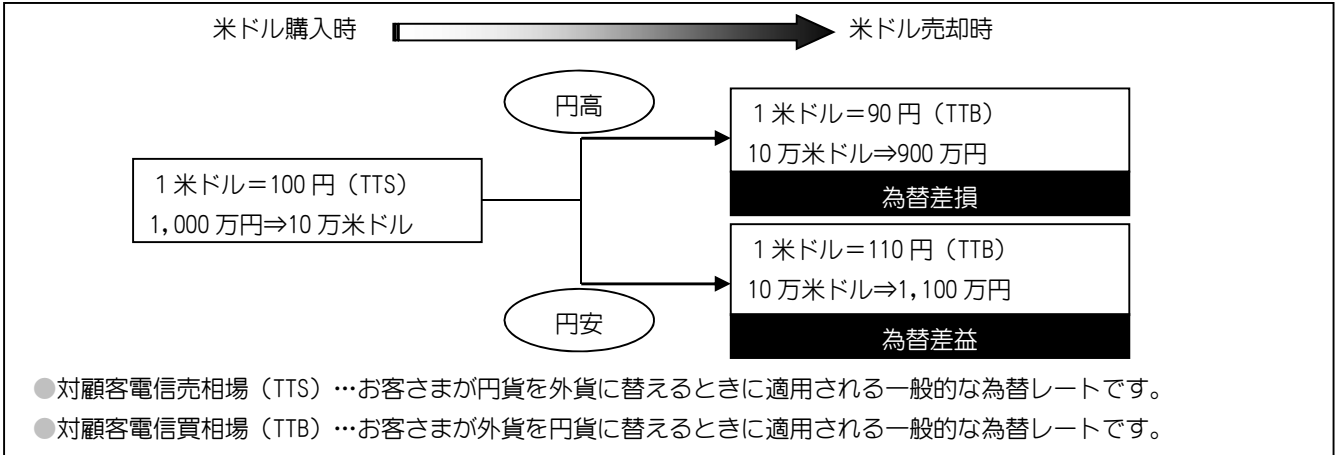 米ドル購入時
米ドル売却時
円高
1米ドル＝90円（TTB）
10万米ドル⇒900万円
為替差損
1米ドル＝100円（TTS）
1,000万円⇒10万米ドル
1米ドル＝110円（TTB）
10万米ドル⇒1,100万円
為替差益
円安
●対顧客電信売相場（TTS）…お客さまが円貨を外貨に替えるときに適用される一般的な為替レートです。
●対顧客電信買相場（TTB）…お客さまが外貨を円貨に替えるときに適用される一般的な為替レートです。